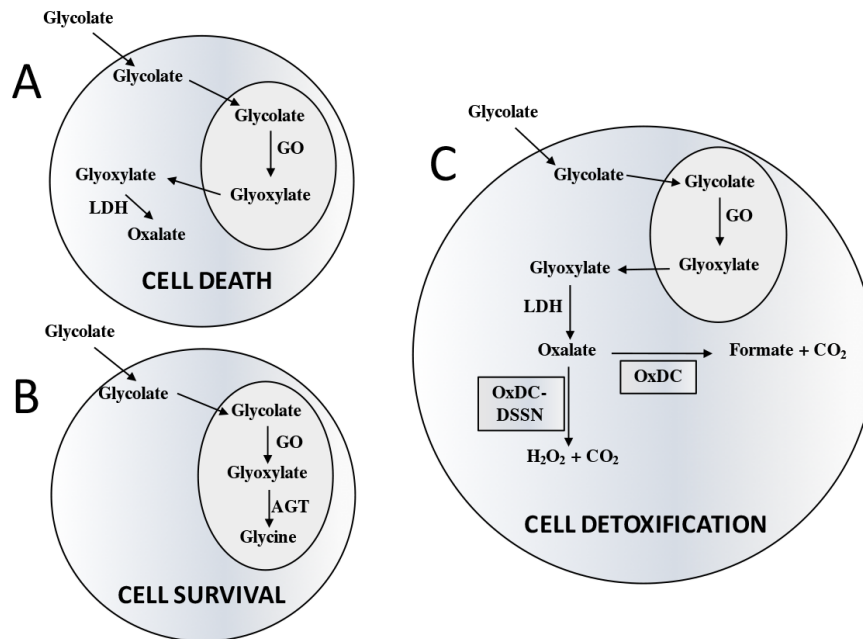 A
Glycolate
Glycolate
Glycolate
GO
Glyoxylate
Glyoxylate
LDH
Oxalate
CELL DEATH
B
Glycolate
Glycolate
Glycolate
GO
Glyoxylate
AGT
Glycine
CELL SURVIVAL
C
Glycolate
Glycolate
Glycolate
GO
Glyoxylate
Glyoxylate
LDH
Oxalate
Formate + CO₂
OxDC
OxDC-
DSSN
H₂O₂ + CO₂
CELL DETOXIFICATION